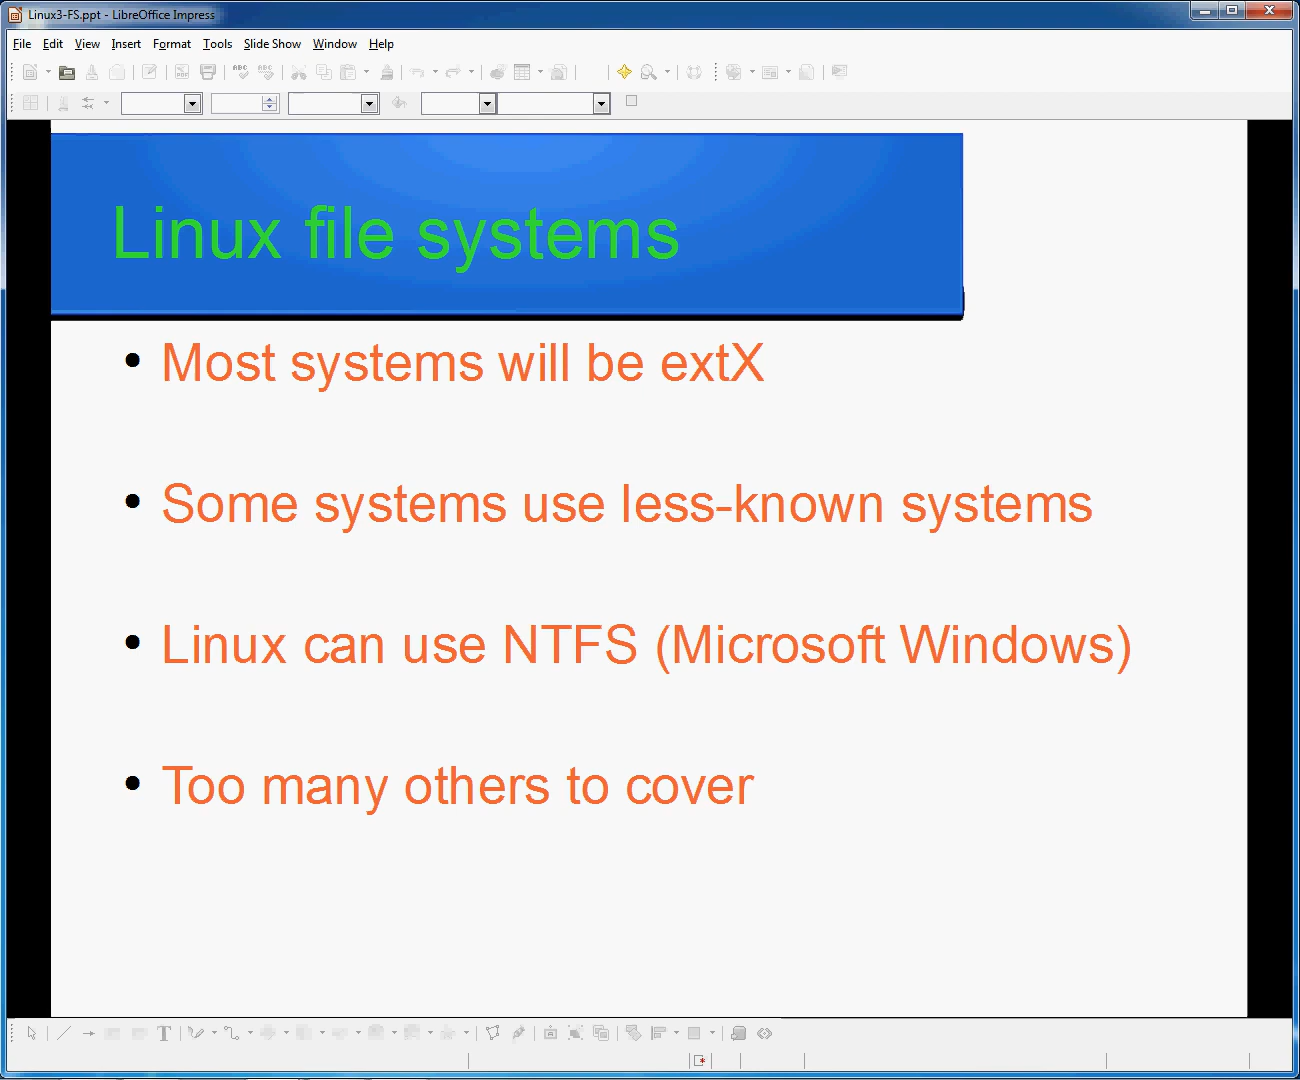 Linux3-FS.ppt - LibreOffice Impress
File Edit View Insert Format Tools Slide Show Window Help
Linux file systems
• Most systems will be extX
• Some systems use less-known systems
• Linux can use NTFS (Microsoft Windows)
• Too many others to cover